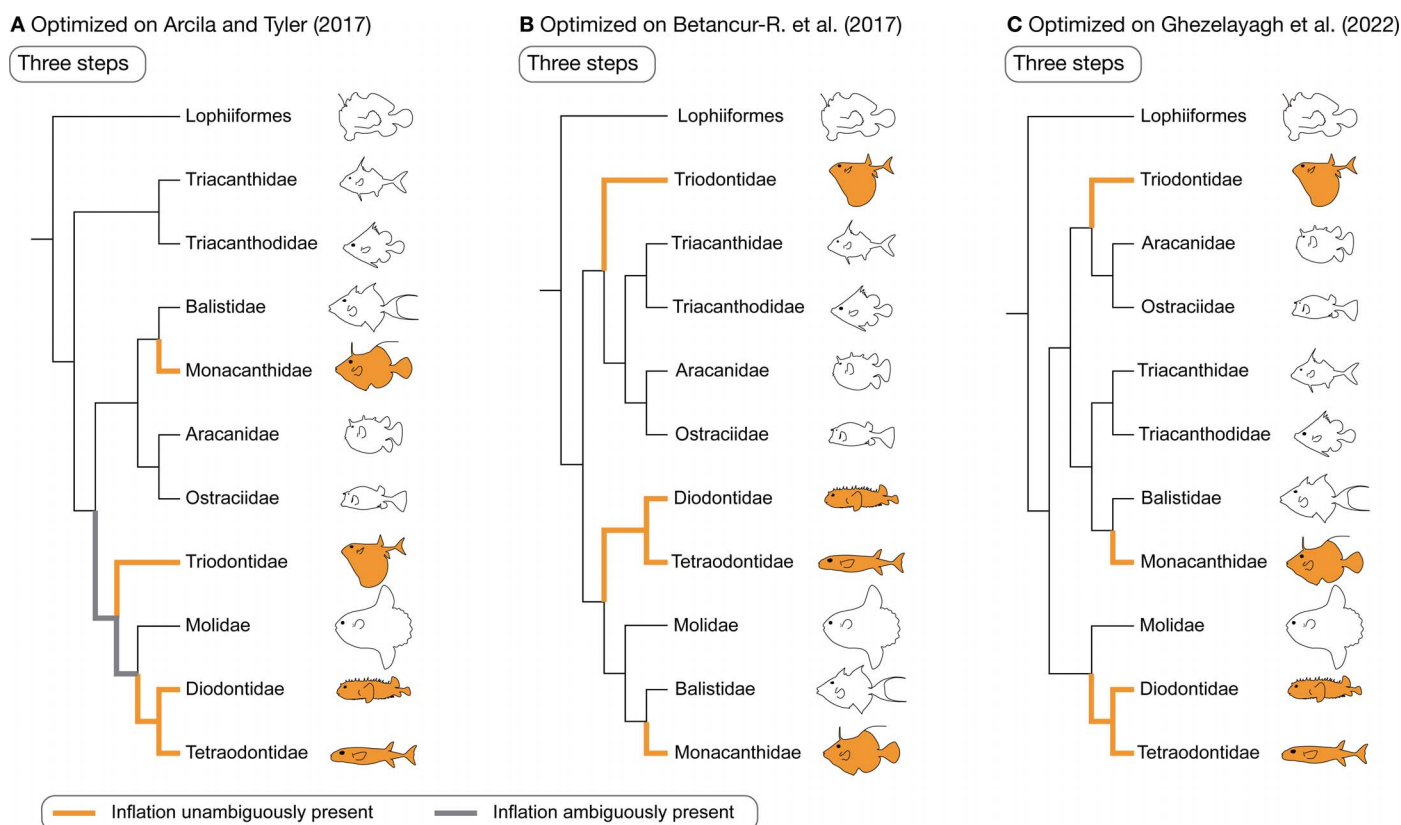 A Optimized on Arcila and Tyler (2017)
Three steps
Lophiiformes
Triacanthidae
Triacanthodidae
Balistidae
Monacanthidae
Aracanidae
Ostraciidae
Triodontidae
Molidae
Diodontidae
Tetraodontidae
B Optimized on Betancur-R. et al. (2017)
Three steps
Lophiiformes
Triodontidae
Triacanthidae
Triacanthodidae
Aracanidae
Ostraciidae
Diodontidae
Tetraodontidae
Molidae
Balistidae
Monacanthidae
C Optimized on Ghezelayagh et al. (2022)
Three steps
Lophiiformes
Triodontidae
Aracanidae
Ostraciidae
Triacanthidae
Triacanthodidae
Balistidae
Monacanthidae
Molidae
Diodontidae
Tetraodontidae
Inflation unambiguously present
Inflation ambiguously present